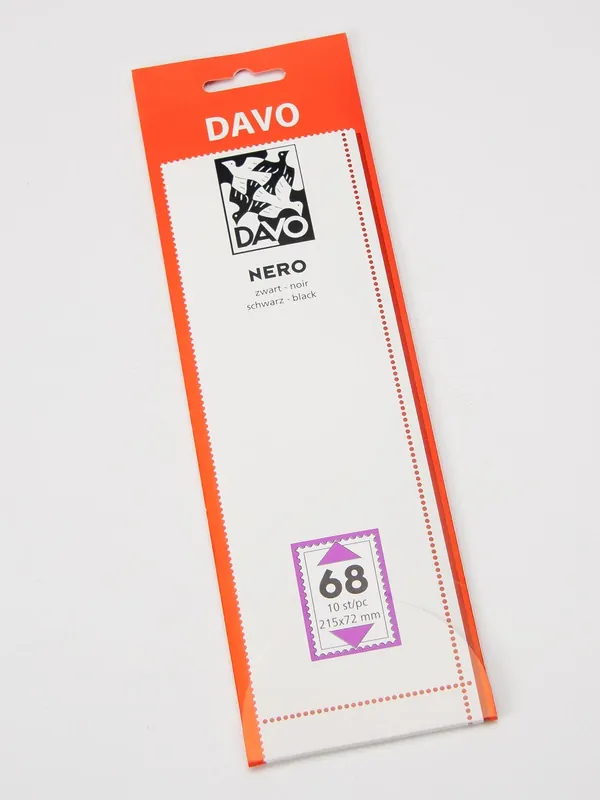 DAVO
DAVO
NERO
zwart - noir
schwarz - black
68
10 st/pc
215x72 mm